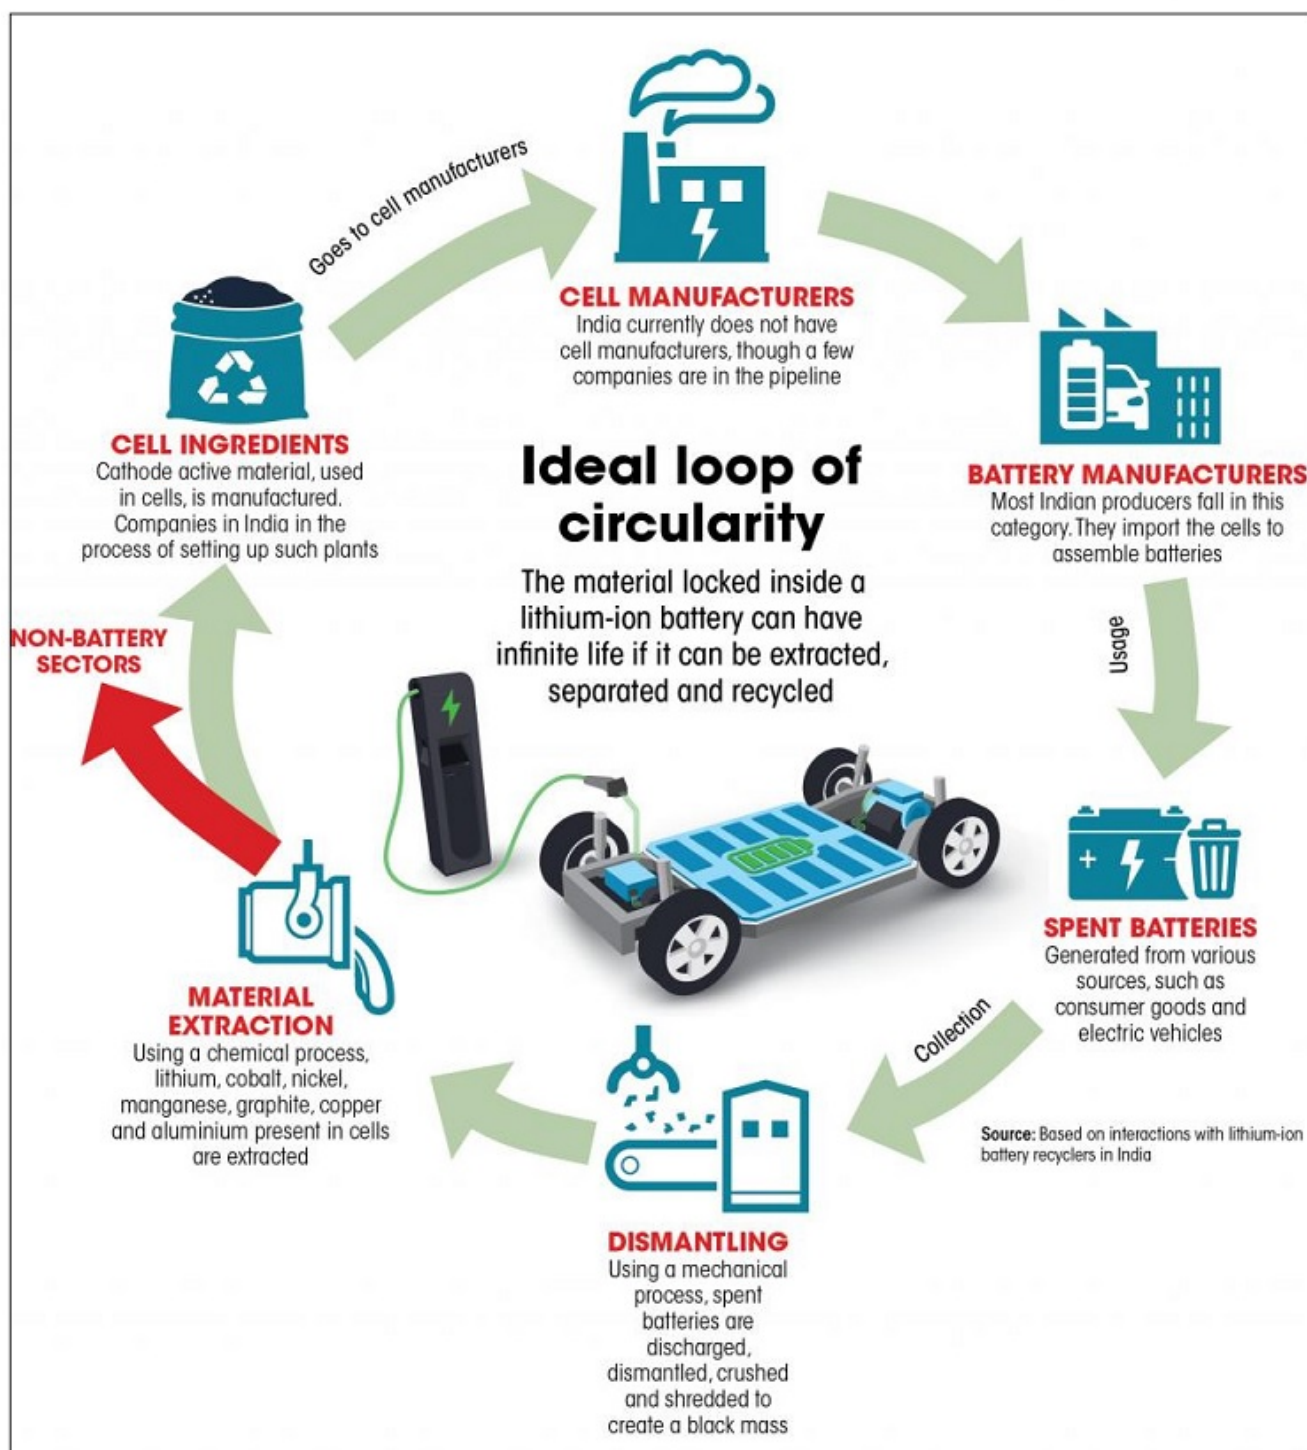 Goes to cell manufacturers
CELL MANUFACTURERS
India currently does not have
cell manufacturers, though a few
companies are in the pipeline
BATTERY MANUFACTURERS
Most Indian producers fall in this
category. They import the cells to
assemble batteries
Usage
SPENT BATTERIES
Generated from various
sources, such as
consumer goods and
electric vehicles
Collection
DISMANTLING
Using a mechanical
process, spent
batteries are
discharged,
dismantled, crushed
and shredded to
create a black mass
MATERIAL
EXTRACTION
Using a chemical process,
lithium, cobalt, nickel,
manganese, graphite, copper
and aluminium present in cells
are extracted
NON-BATTERY
SECTORS
CELL INGREDIENTS
Cathode active material, used
in cells, is manufactured.
Companies in India in the
process of setting up such plants
Ideal loop of
circularity
The material locked inside a
lithium-ion battery can have
infinite life if it can be extracted,
separated and recycled
Source: Based on interactions with lithium-ion
battery recyclers in India